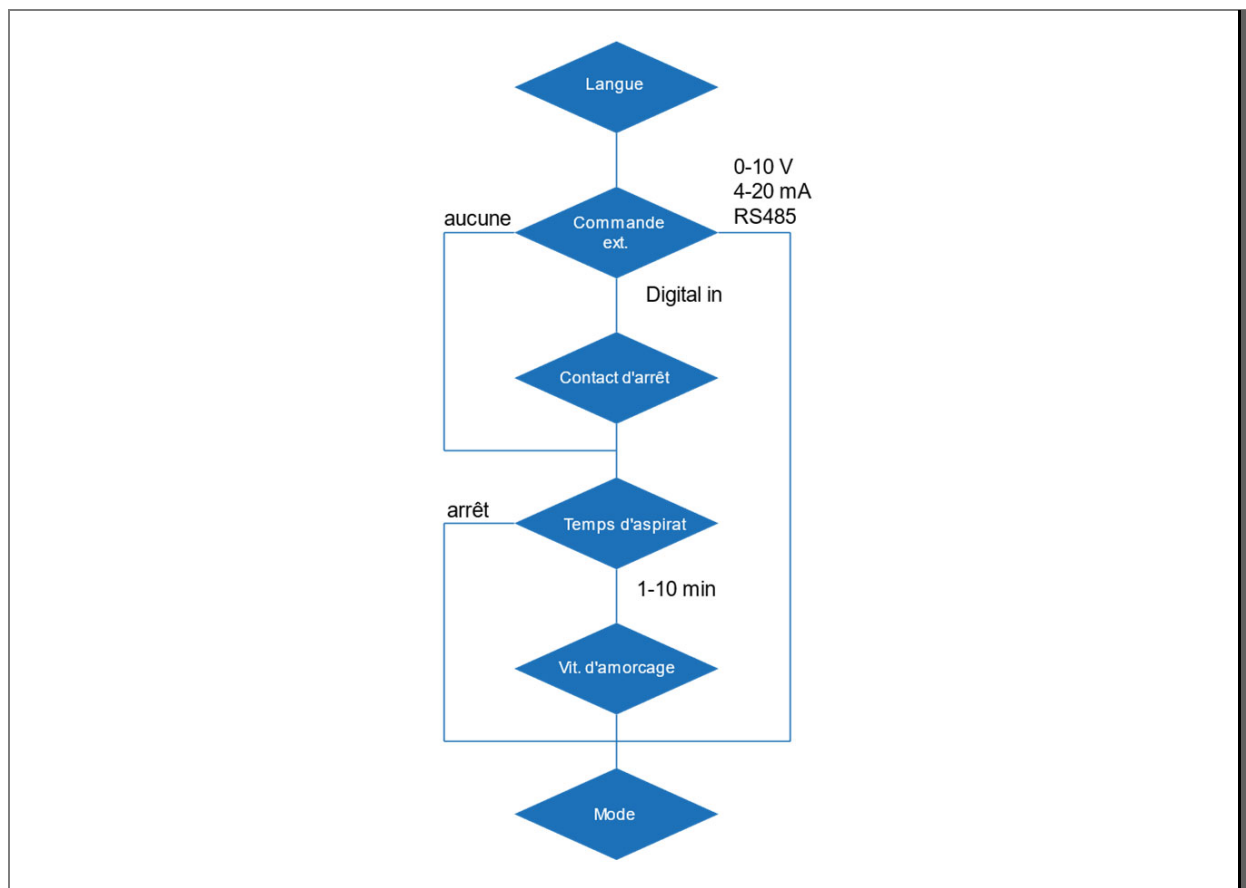 Langue
0-10 V
4-20 mA
RS485
aucune
Commande
ext.
Digital in
Contact d'arrêt
arrêt
Temps d'aspirat
1-10 min
Vit. d'amorcage
Mode